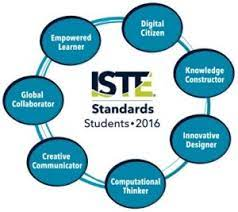 ISTE
Standards
Students•2016
Empowered
Learner
Digital
Citizen
Knowledge
Constructor
Innovative
Designer
Computational
Thinker
Creative
Communicator
Global
Collaborator